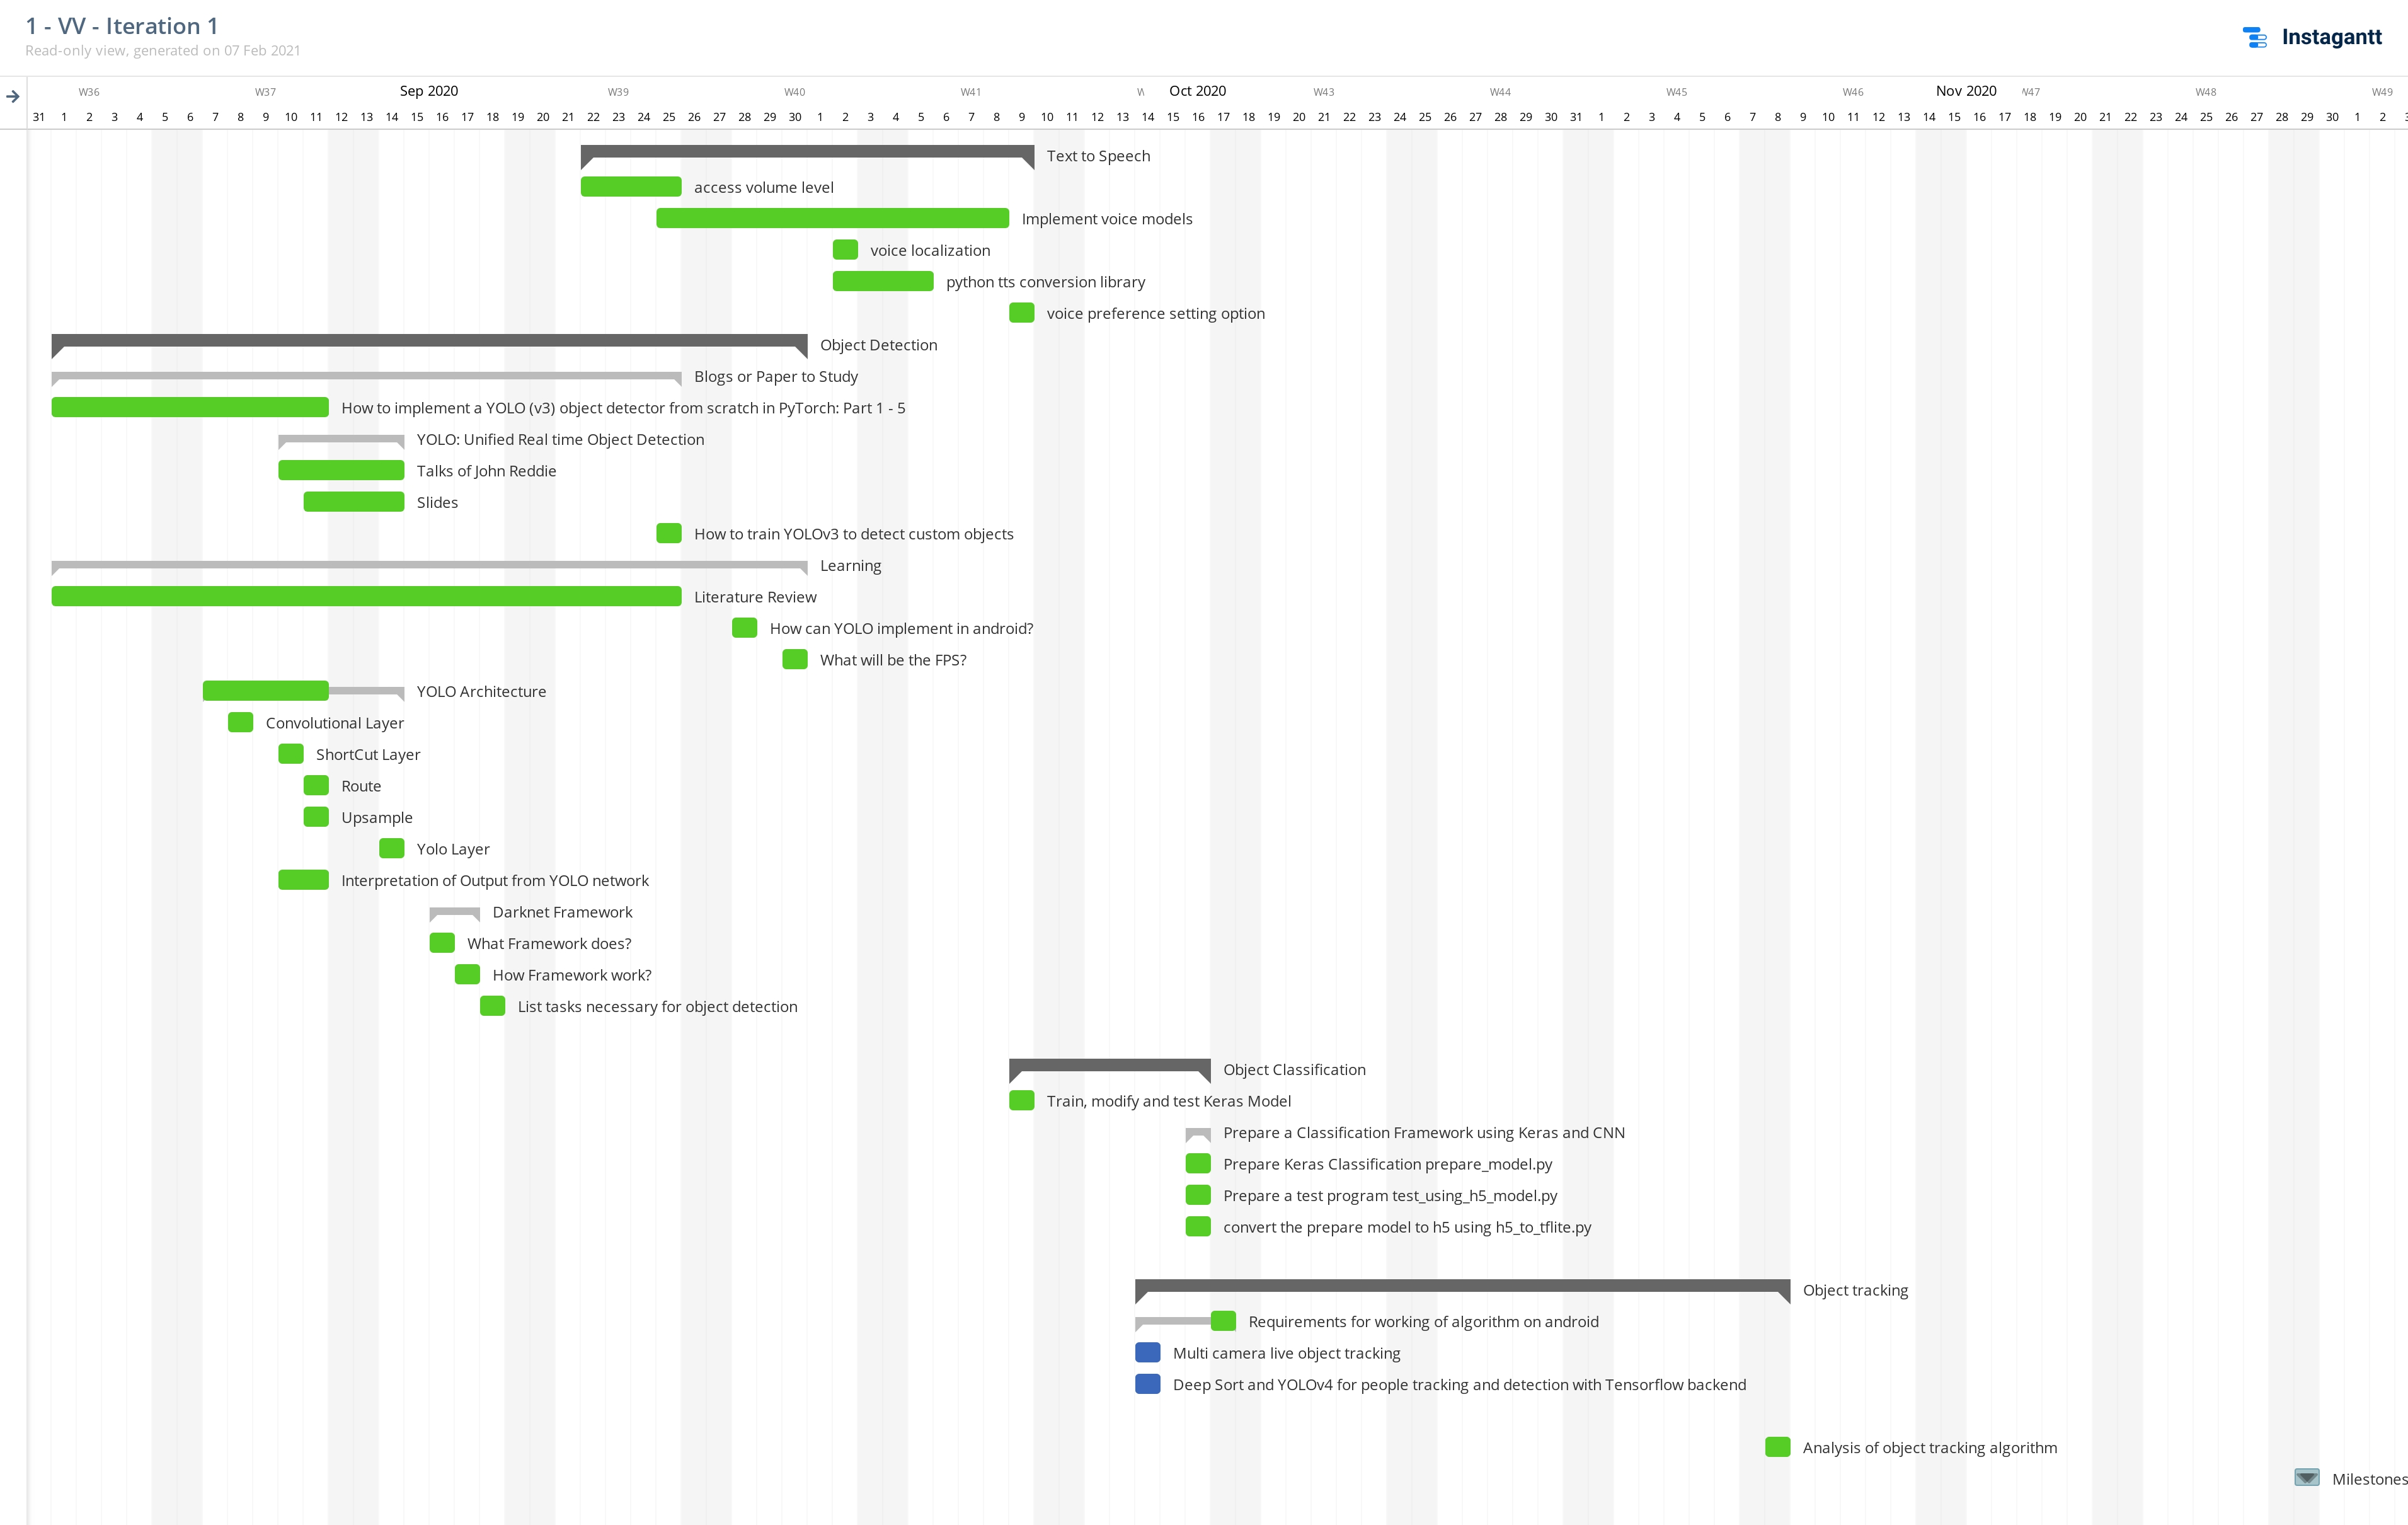 1 - VV - Iteration 1
Read-only view, generated on 07 Feb 2021
Instagantt
W36 W37 Sep 2020 W39 W40 W41 W Oct 2020 W43 W44 W45 W46 Nov 2020 W47 W48 W49
31 1 2 3 4 5 6 7 8 9 10 11 12 13 14 15 16 17 18 19 20 21 22 23 24 25 26 27 28 29 30 1 2 3 4 5 6 7 8 9 10 11 12 13 14 15 16 17 18 19 20 21 22 23 24 25 26 27 28 29 30 31 1 2 3 4 5 6 7 8 9 10 11 12 13 14 15 16 17 18 19 20 21 22 23 24 25 26 27 28 29 30 1 2 3
Text to Speech
access volume level
Implement voice models
voice localization
python tts conversion library
voice preference setting option
Object Detection
Blogs or Paper to Study
How to implement a YOLO (v3) object detector from scratch in PyTorch: Part 1 - 5
YOLO: Unified Real time Object Detection
Talks of John Reddie
Slides
How to train YOLOv3 to detect custom objects
Learning
Literature Review
How can YOLO implement in android?
What will be the FPS?
YOLO Architecture
Convolutional Layer
ShortCut Layer
Route
Upsample
Yolo Layer
Interpretation of Output from YOLO network
Darknet Framework
What Framework does?
How Framework work?
List tasks necessary for object detection
Object Classification
Train, modify and test Keras Model
Prepare a Classification Framework using Keras and CNN
Prepare Keras Classification prepare_model.py
Prepare a test program test_using_h5_model.py
convert the prepare model to h5 using h5_to_tflite.py
Object tracking
Requirements for working of algorithm on android
Multi camera live object tracking
Deep Sort and YOLOv4 for people tracking and detection with Tensorflow backend
Analysis of object tracking algorithm
Milestones